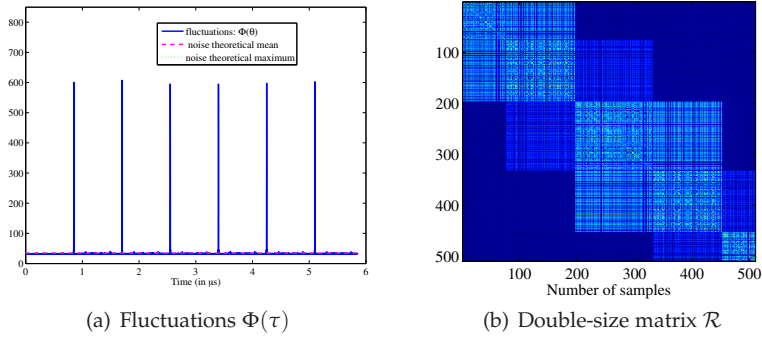 800
700
600
500
400
300
200
100
0
fluctuations: Φ(θ)
noise theoretical mean
noise theoretical maximum
0 1 2 3 4 5 6
Time (in µs)
(a) Fluctuations Φ(τ)
100
200
300
400
500
100 200 300 400 500
Number of samples
(b) Double-size matrix ℛ